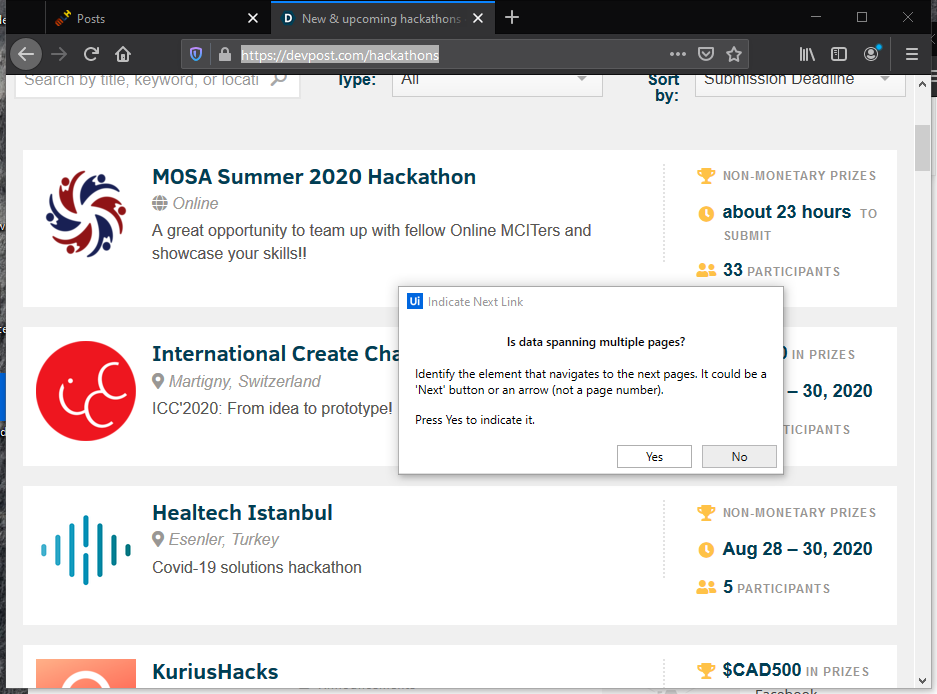 Posts
New & upcoming hackathons
https://devpost.com/hackathons
Search by title, keyword, or locati
Type:
All
Sort
by:
Submission Deadline
MOSA Summer 2020 Hackathon
Online
A great opportunity to team up with fellow Online MCITers and
showcase your skills!!
NON-MONETARY PRIZES
about 23 hours TO
SUBMIT
33 PARTICIPANTS
International Create Cha
Martigny, Switzerland
ICC'2020: From idea to prototype!
IN PRIZES
– 30, 2020
TICIPANTS
Ui Indicate Next Link
Is data spanning multiple pages?
Identify the element that navigates to the next pages. It could be a
'Next' button or an arrow (not a page number).
Press Yes to indicate it.
Yes
No
Healtech Istanbul
Esenler, Turkey
Covid-19 solutions hackathon
NON-MONETARY PRIZES
Aug 28 – 30, 2020
5 PARTICIPANTS
KuriusHacks
$CAD500 IN PRIZES
Facebook